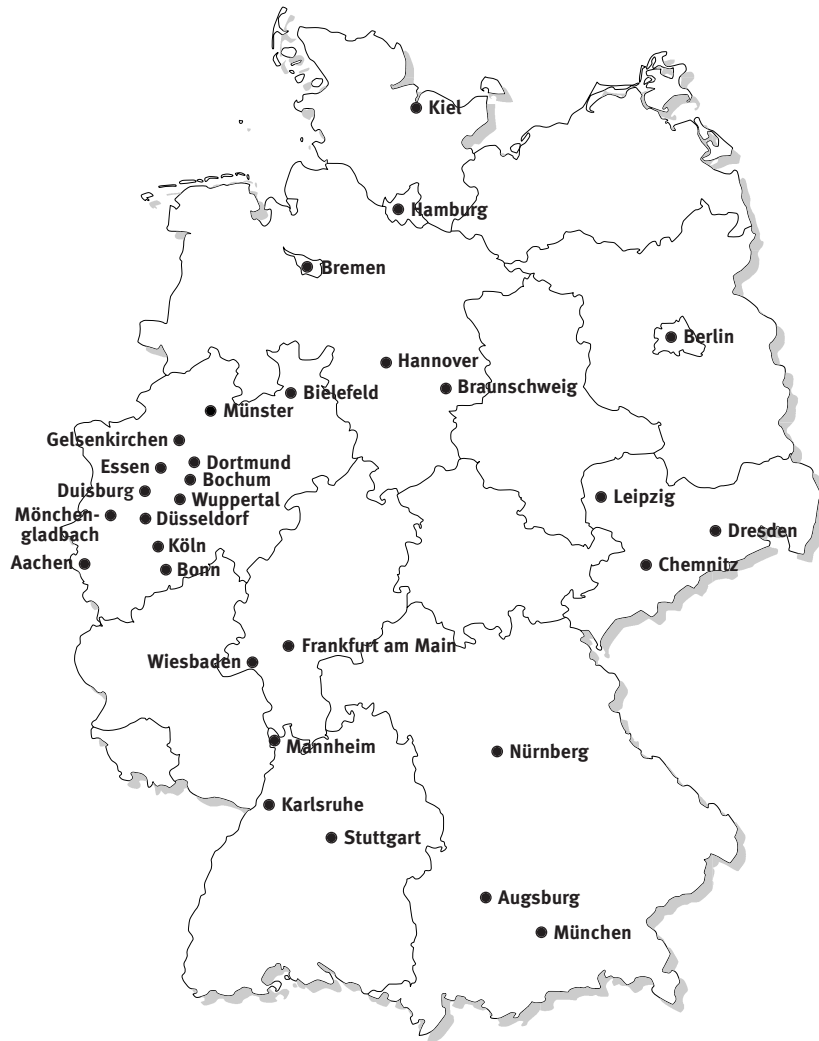 Kiel
Hamburg
Bremen
Berlin
Hannover
Braunschweig
Bielefeld
Münster
Gelsenkirchen
Dortmund
Essen
Bochum
Duisburg
Wuppertal
Leipzig
Mönchen-
gladbach
Düsseldorf
Dresden
Köln
Aachen
Bonn
Chemnitz
Frankfurt am Main
Wiesbaden
Mannheim
Nürnberg
Karlsruhe
Stuttgart
Augsburg
München